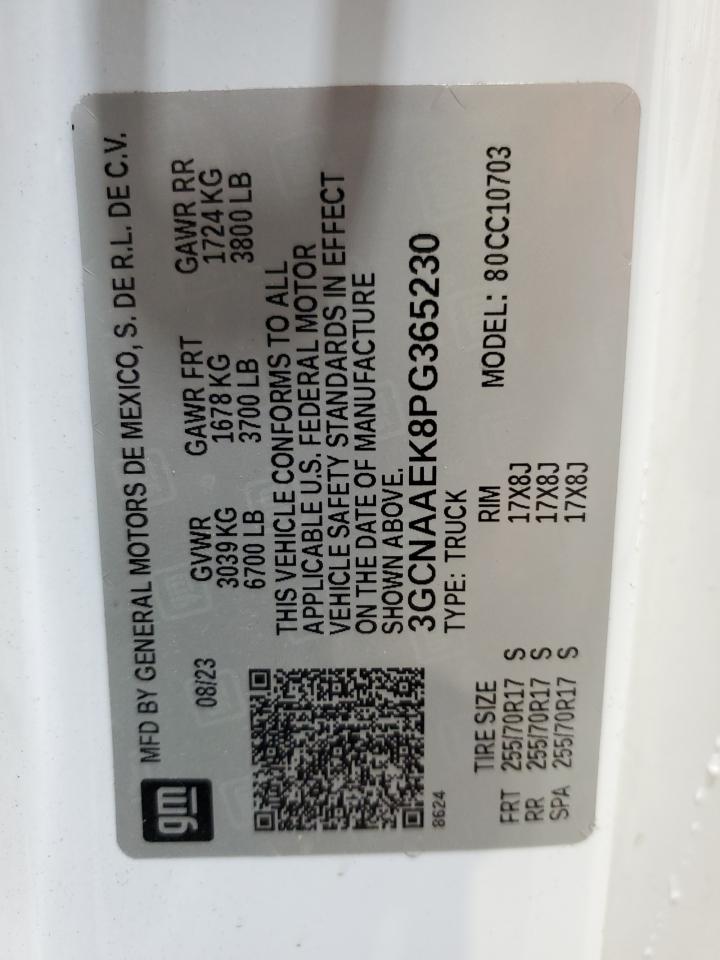 gm MFD BY GENERAL MOTORS DE MEXICO, S. DE R.L. DE C.V.
08/23 GVWR GAWR FRT GAWR RR
3039 KG 1678 KG 1724 KG
6700 LB 3700 LB 3800 LB
THIS VEHICLE CONFORMS TO ALL
APPLICABLE U.S. FEDERAL MOTOR
VEHICLE SAFETY STANDARDS IN EFFECT
ON THE DATE OF MANUFACTURE
SHOWN ABOVE.
3GCNAAEK8PG365230
8624 TYPE: TRUCK
TIRE SIZE RIM MODEL: 80CC10703
FRT 255/70R17 S 17X8J
RR 255/70R17 S 17X8J
SPA 255/70R17 S 17X8J